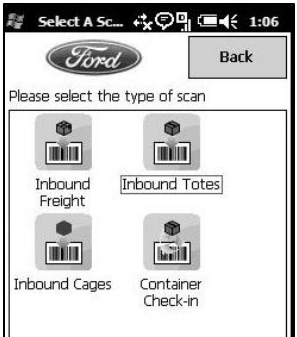 Select A Sc... 1:06
Ford
Back
Please select the type of scan
Inbound
Freight
Inbound Totes
Inbound Cages
Container
Check-in